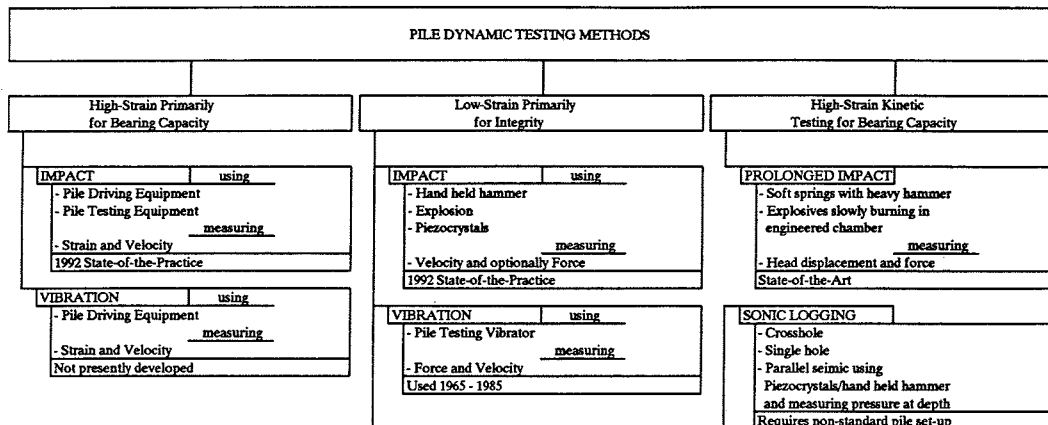 PILE DYNAMIC TESTING METHODS
High-Strain Primarily
for Bearing Capacity
IMPACT using
- Pile Driving Equipment
- Pile Testing Equipment
measuring
- Strain and Velocity
1992 State-of-the-Practice
VIBRATION using
- Pile Driving Equipment
measuring
- Strain and Velocity
Not presently developed
Low-Strain Primarily
for Integrity
IMPACT using
- Hand held hammer
- Explosion
- Piezocrystals
measuring
- Velocity and optionally Force
1992 State-of-the-Practice
VIBRATION using
- Pile Testing Vibrator
measuring
- Force and Velocity
Used 1965 - 1985
High-Strain Kinetic
Testing for Bearing Capacity
PROLONGED IMPACT
- Soft springs with heavy hammer
- Explosives slowly burning in
engineered chamber
measuring
- Head displacement and force
State-of-the-Art
SONIC LOGGING
- Crosshole
- Single hole
- Parallel seimic using
Piezocrystals/hand held hammer
and measuring pressure at depth
Requires non-standard pile set-up